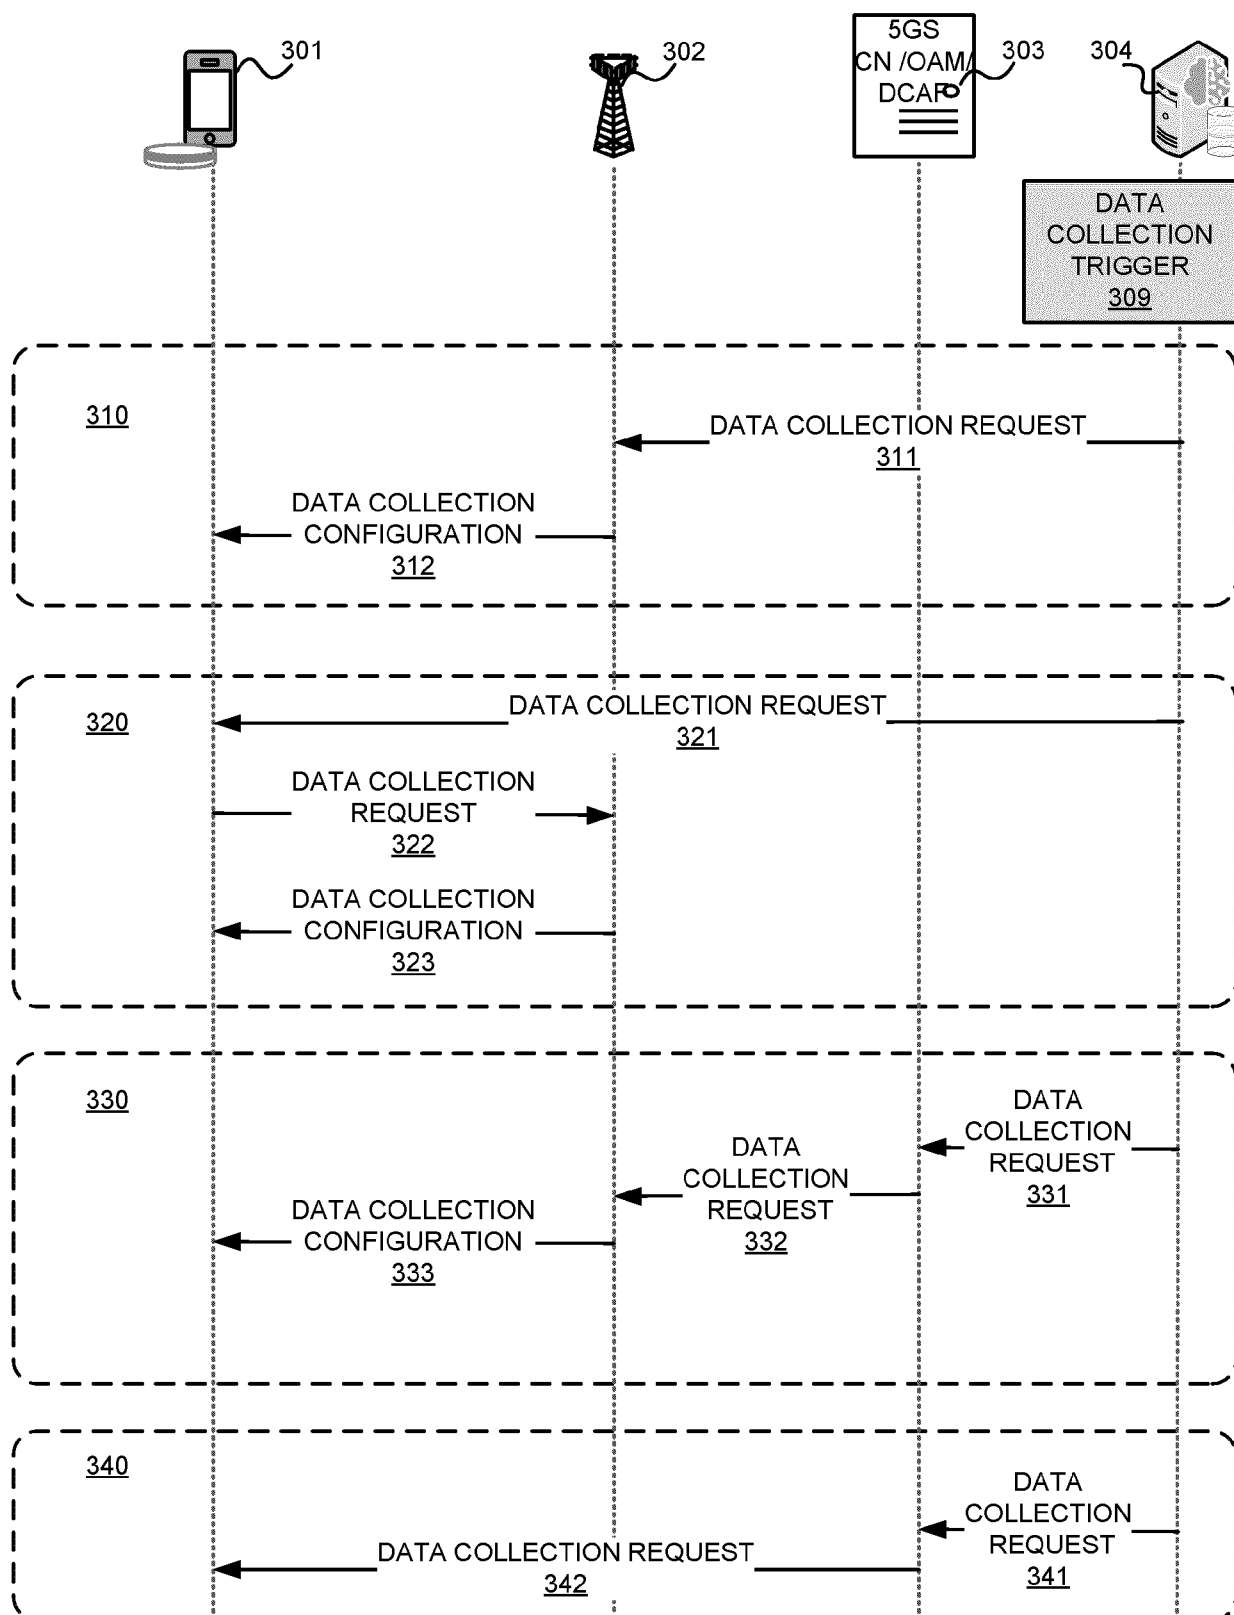 301
302
5GS
CN /OAM/
DCAF
303
304
DATA
COLLECTION
TRIGGER
309
310
DATA COLLECTION REQUEST
311
DATA COLLECTION
CONFIGURATION
312
320
DATA COLLECTION REQUEST
321
DATA COLLECTION
REQUEST
322
DATA COLLECTION
CONFIGURATION
323
330
DATA
COLLECTION
REQUEST
331
DATA
COLLECTION
REQUEST
332
DATA COLLECTION
CONFIGURATION
333
340
DATA
COLLECTION
REQUEST
341
DATA COLLECTION REQUEST
342